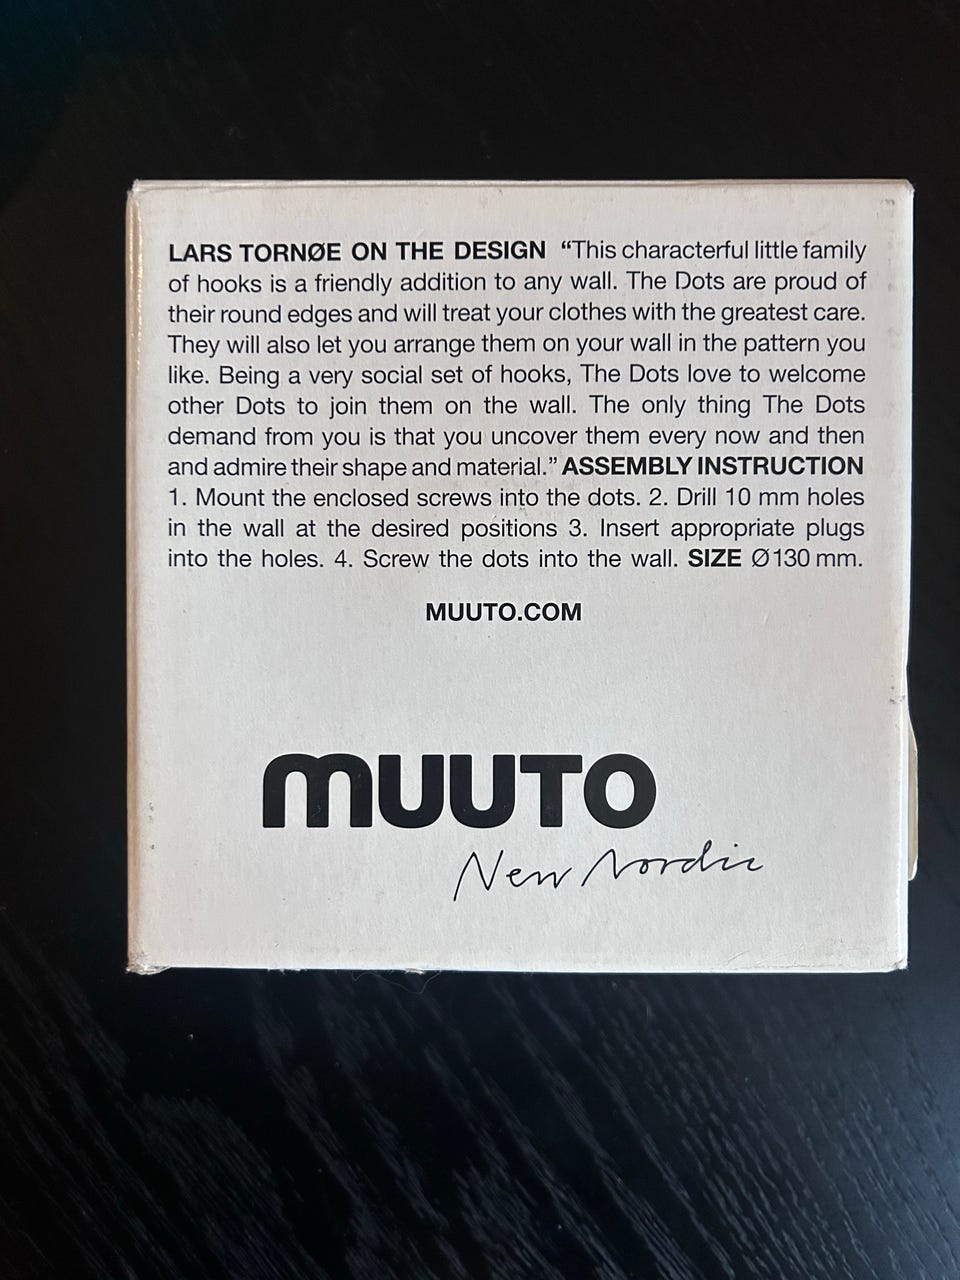 LARS TORNØE ON THE DESIGN “This characterful little family
of hooks is a friendly addition to any wall. The Dots are proud of
their round edges and will treat your clothes with the greatest care.
They will also let you arrange them on your wall in the pattern you
like. Being a very social set of hooks, The Dots love to welcome
other Dots to join them on the wall. The only thing The Dots
demand from you is that you uncover them every now and then
and admire their shape and material.” ASSEMBLY INSTRUCTION
1. Mount the enclosed screws into the dots. 2. Drill 10 mm holes
in the wall at the desired positions 3. Insert appropriate plugs
into the holes. 4. Screw the dots into the wall. SIZE Ø130 mm.
MUUTO.COM
muuto
New Nordic